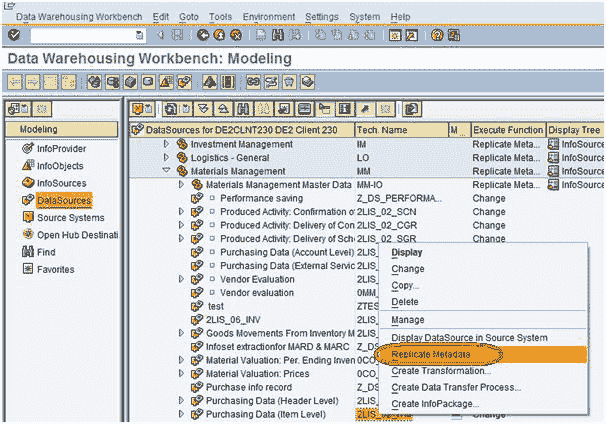 Data Warehousing Workbench Edit Goto Tools Environment Settings System Help
Data Warehousing Workbench: Modeling
Modeling
InfoProvider
InfoObjects
InfoSources
DataSources
Source Systems
Open Hub Destinati
Find
Favorites
DataSources for DE2CLNT230 DE2 Client 230 Tech. Name M Execute Function Display Tree
Investment Management IM Replicate Meta... InfoSource
Logistics - General LO Replicate Meta... InfoSource
Materials Management MM Replicate Meta... InfoSource
Materials Management Master Data MM-IO Replicate Meta... InfoSource
Performance saving Z_DS_PERFORMA... Change
Produced Activity: Confirmation of 2LIS_02_SCN Change
Produced Activity: Delivery of Con 2LIS_02_CGR Change
Produced Activity: Delivery of Sch 2LIS_02_SGR Change
Purchasing Data (Account Level) 2LIS_
Purchasing Data (External Servic 2LIS_
Vendor Evaluation 2LIS_
Vendor evaluation 0MM_
test ZTES
2LIS_06_INV 2LIS_
Goods Movements From Inventory M 2LIS_
Infoset extractionfor MARD & MARC Z_DS
Material Valuation: Per. Ending Inven 0CO_
Material Valuation: Prices 0CO_
Purchase info record Z_DS
Purchasing Data (Header Level) 2LIS_
Purchasing Data (Item Level) 2LIS_02
Display
Change
Copy...
Delete
Manage
Display DataSource in Source System
Replicate Metadata
Create Transformation...
Create Data Transfer Process...
Create InfoPackage...